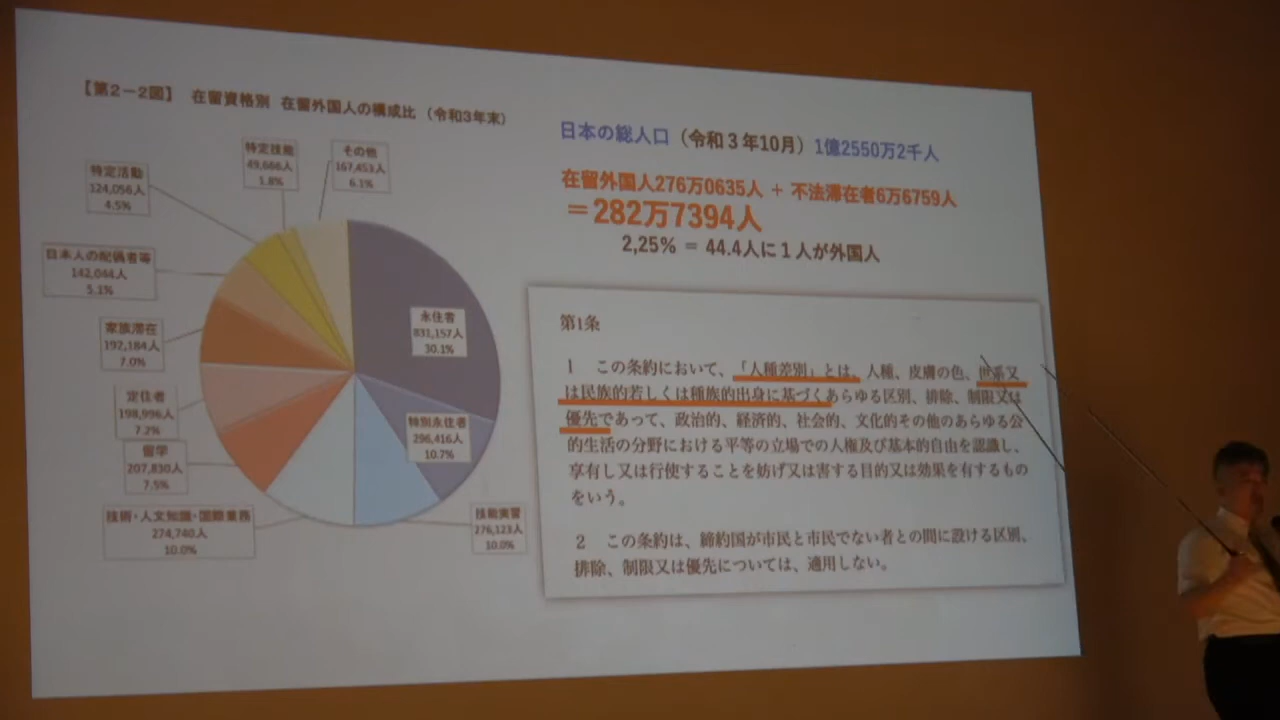 【第2－2図】 在留資格別 在留外国人の構成比（令和3年末）
特定技能
49,666人
1.8%
その他
167,453人
6.1%
特定活動
124,056人
4.5%
日本人の配偶者等
142,044人
5.1%
家族滞在
192,184人
7.0%
定住者
198,996人
7.2%
留学
207,830人
7.5%
技術・人文知識・国際業務
274,740人
10.0%
永住者
831,157人
30.1%
特別永住者
296,416人
10.7%
技能実習
276,123人
10.0%
日本の総人口（令和３年10月）1億2550万2千人
在留外国人276万0635人 ＋ 不法滞在者6万6759人
＝282万7394人
2,25% ＝ 44.4人に１人が外国人
第1条
1 この条約において、「人種差別」とは、人種、皮膚の色、世系又
は民族的若しくは種族的出身に基づくあらゆる区別、排除、制限又は
優先であって、政治的、経済的、社会的、文化的その他のあらゆる公
的生活の分野における平等の立場での人権及び基本的自由を認識し、
享有し又は行使することを妨げ又は害する目的又は効果を有するもの
をいう。
2 この条約は、締約国が市民と市民でない者との間に設ける区別、
排除、制限又は優先については、適用しない。